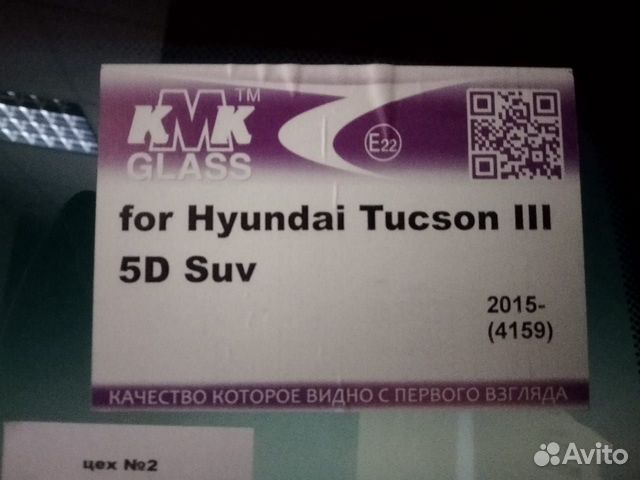 KMK™
GLASS
E22
for Hyundai Tucson III
5D Suv
2015-
(4159)
КАЧЕСТВО КОТОРОЕ ВИДНО С ПЕРВОГО ВЗГЛЯДА
цех №2
Avito